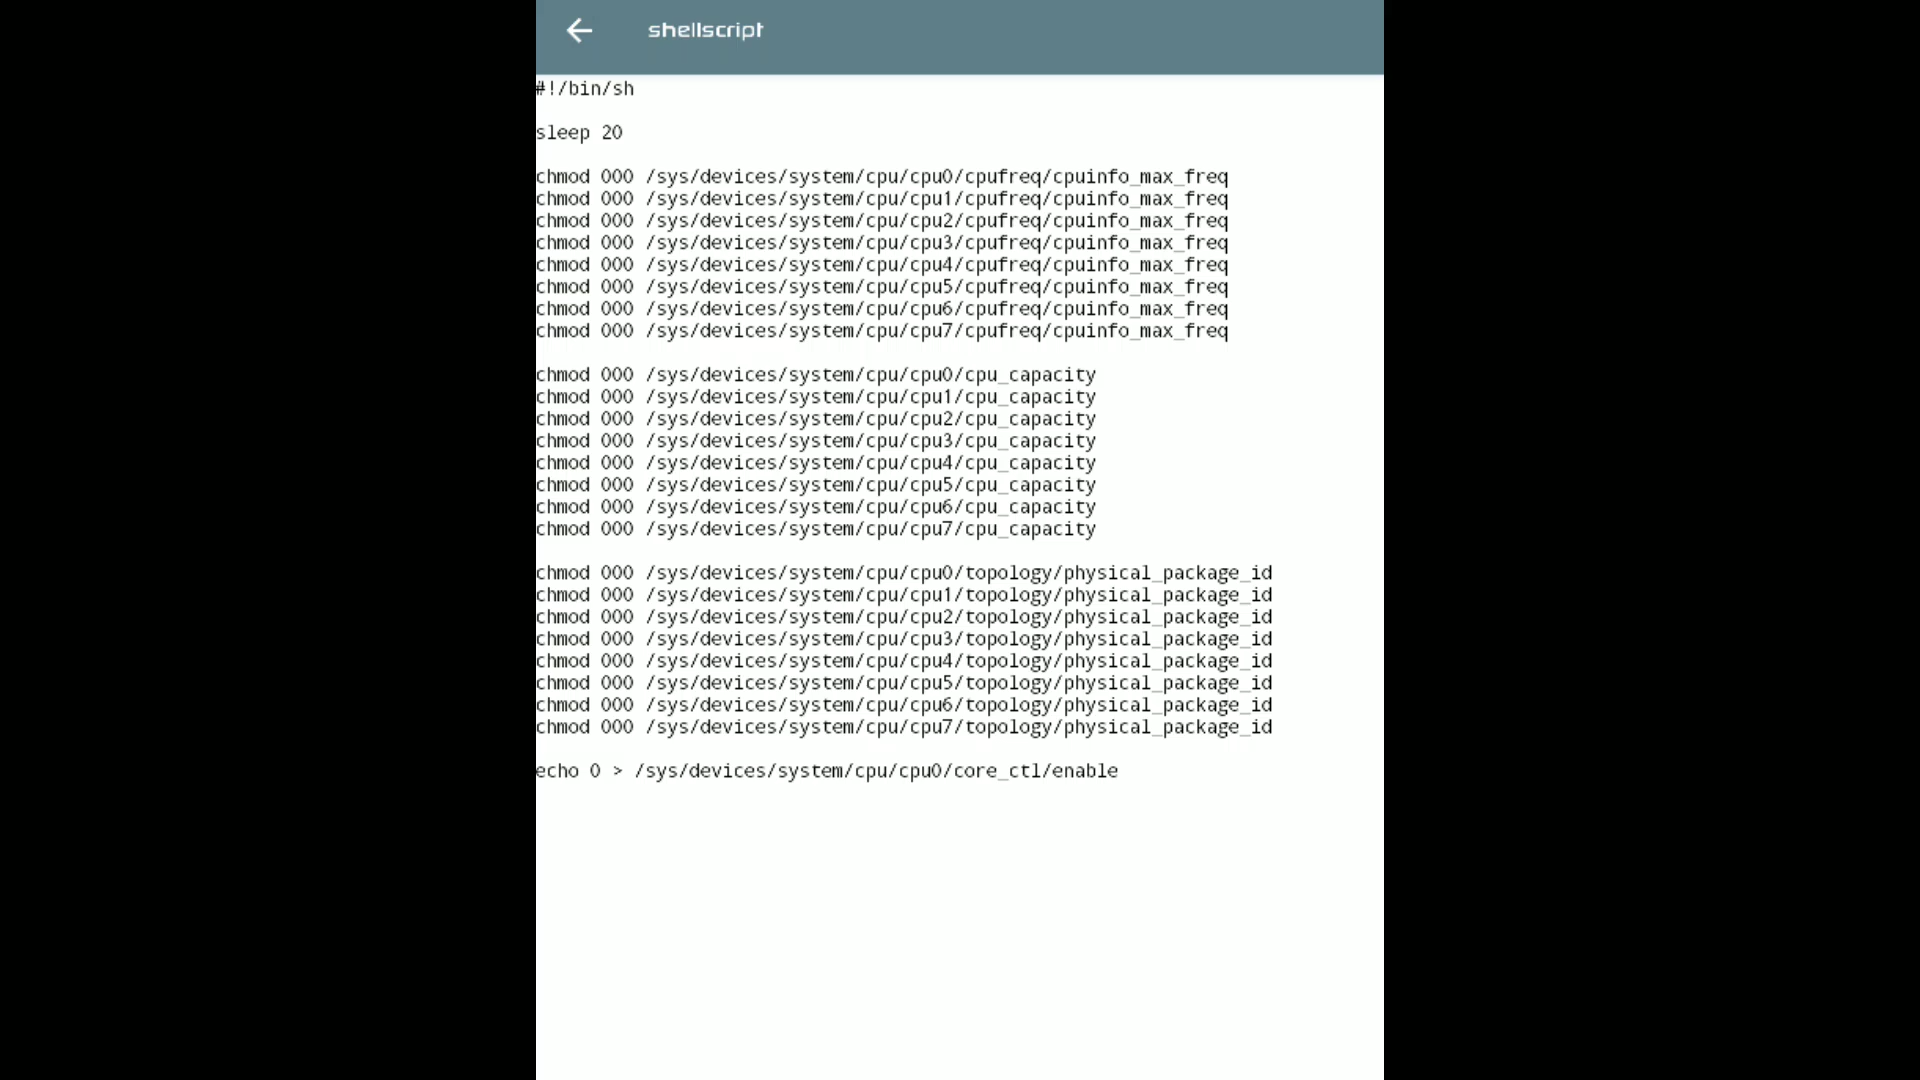 shellscript
#!/bin/sh
sleep 20
chmod 000 /sys/devices/system/cpu/cpu0/cpufreq/cpuinfo_max_freq
chmod 000 /sys/devices/system/cpu/cpu1/cpufreq/cpuinfo_max_freq
chmod 000 /sys/devices/system/cpu/cpu2/cpufreq/cpuinfo_max_freq
chmod 000 /sys/devices/system/cpu/cpu3/cpufreq/cpuinfo_max_freq
chmod 000 /sys/devices/system/cpu/cpu4/cpufreq/cpuinfo_max_freq
chmod 000 /sys/devices/system/cpu/cpu5/cpufreq/cpuinfo_max_freq
chmod 000 /sys/devices/system/cpu/cpu6/cpufreq/cpuinfo_max_freq
chmod 000 /sys/devices/system/cpu/cpu7/cpufreq/cpuinfo_max_freq
chmod 000 /sys/devices/system/cpu/cpu0/cpu_capacity
chmod 000 /sys/devices/system/cpu/cpu1/cpu_capacity
chmod 000 /sys/devices/system/cpu/cpu2/cpu_capacity
chmod 000 /sys/devices/system/cpu/cpu3/cpu_capacity
chmod 000 /sys/devices/system/cpu/cpu4/cpu_capacity
chmod 000 /sys/devices/system/cpu/cpu5/cpu_capacity
chmod 000 /sys/devices/system/cpu/cpu6/cpu_capacity
chmod 000 /sys/devices/system/cpu/cpu7/cpu_capacity
chmod 000 /sys/devices/system/cpu/cpu0/topology/physical_package_id
chmod 000 /sys/devices/system/cpu/cpu1/topology/physical_package_id
chmod 000 /sys/devices/system/cpu/cpu2/topology/physical_package_id
chmod 000 /sys/devices/system/cpu/cpu3/topology/physical_package_id
chmod 000 /sys/devices/system/cpu/cpu4/topology/physical_package_id
chmod 000 /sys/devices/system/cpu/cpu5/topology/physical_package_id
chmod 000 /sys/devices/system/cpu/cpu6/topology/physical_package_id
chmod 000 /sys/devices/system/cpu/cpu7/topology/physical_package_id
echo 0 > /sys/devices/system/cpu/cpu0/core_ctl/enable